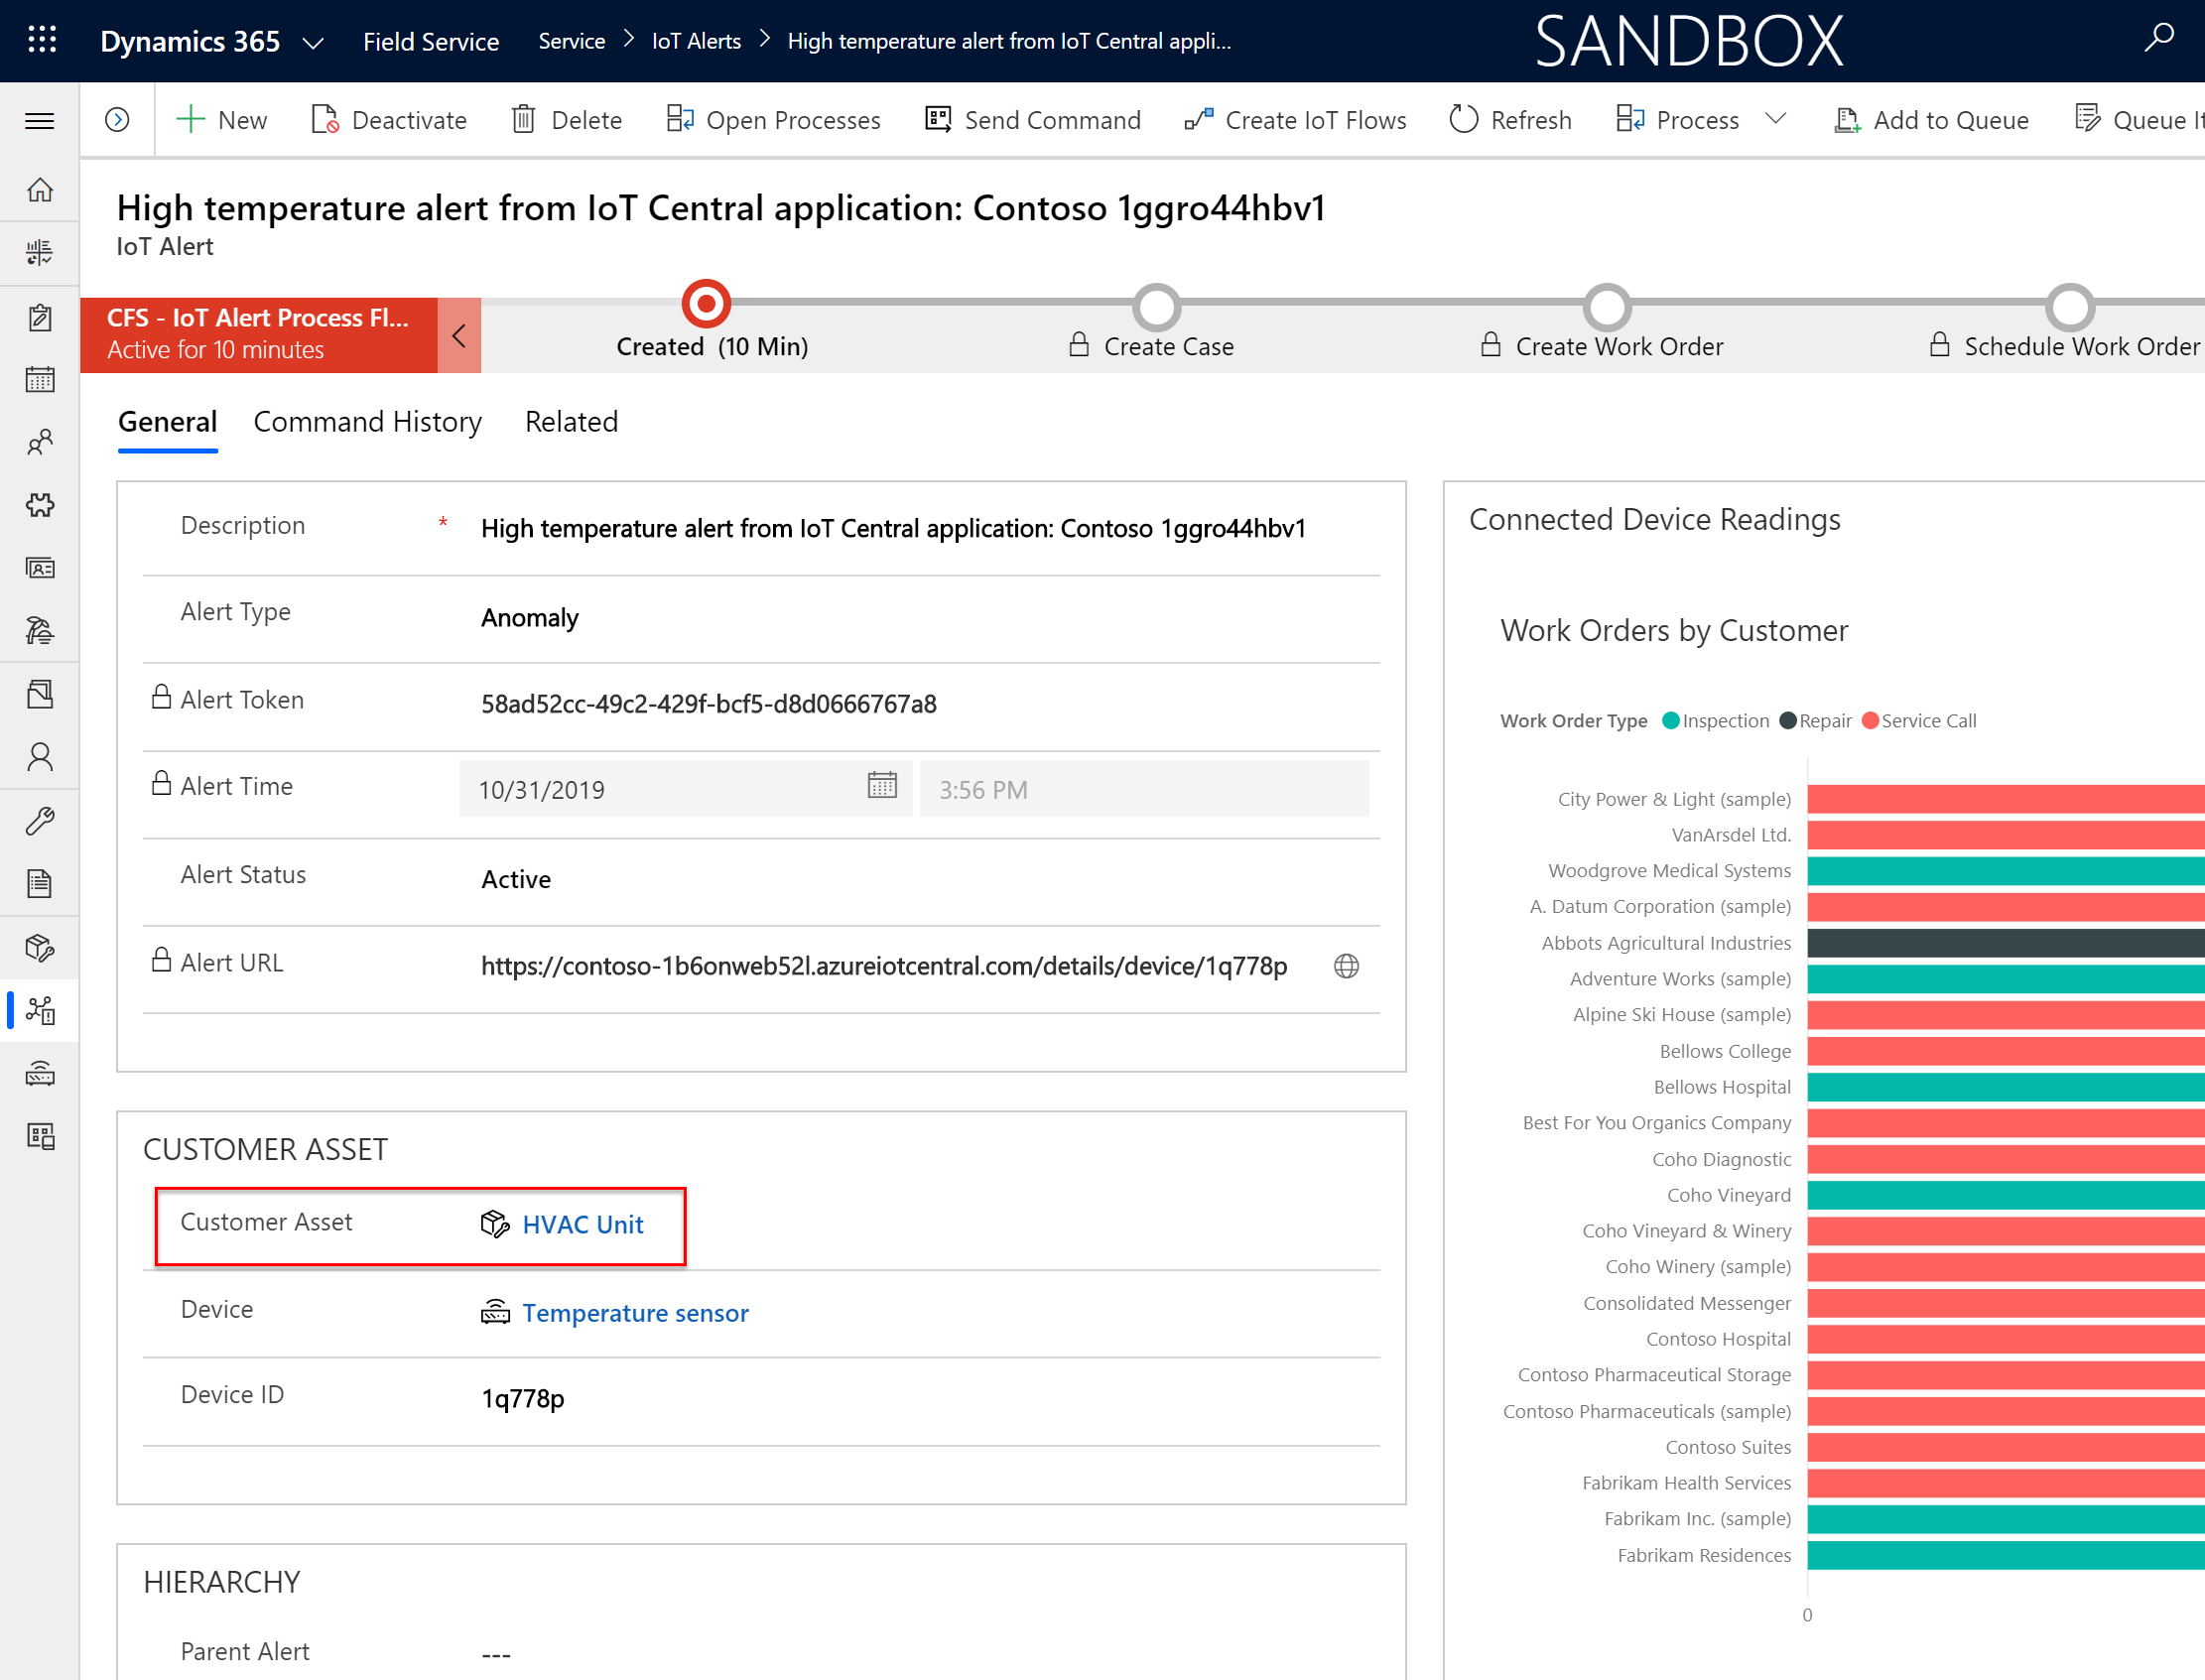 Dynamics 365
Field Service
Service > IoT Alerts > High temperature alert from IoT Central appli...
SANDBOX
New
Deactivate
Delete
Open Processes
Send Command
Create IoT Flows
Refresh
Process
Add to Queue
Queue
High temperature alert from IoT Central application: Contoso 1ggro44hbv1
IoT Alert
CFS - IoT Alert Process Fl...
Active for 10 minutes
Created (10 Min)
Create Case
Create Work Order
Schedule Work Order
General
Command History
Related
Description * High temperature alert from IoT Central application: Contoso 1ggro44hbv1
Alert Type Anomaly
Alert Token 58ad52cc-49c2-429f-bcf5-d8d0666767a8
Alert Time 10/31/2019 3:56 PM
Alert Status Active
Alert URL https://contoso-1b6onweb52l.azureiotcentral.com/details/device/1q778p
CUSTOMER ASSET
Customer Asset HVAC Unit
Device Temperature sensor
Device ID 1q778p
HIERARCHY
Parent Alert ---
Connected Device Readings
Work Orders by Customer
Work Order Type Inspection Repair Service Call
City Power & Light (sample)
VanArsdel Ltd.
Woodgrove Medical Systems
A. Datum Corporation (sample)
Abbots Agricultural Industries
Adventure Works (sample)
Alpine Ski House (sample)
Bellows College
Bellows Hospital
Best For You Organics Company
Coho Diagnostic
Coho Vineyard
Coho Vineyard & Winery
Coho Winery (sample)
Consolidated Messenger
Contoso Hospital
Contoso Pharmaceutical Storage
Contoso Pharmaceuticals (sample)
Contoso Suites
Fabrikam Health Services
Fabrikam Inc. (sample)
Fabrikam Residences
0